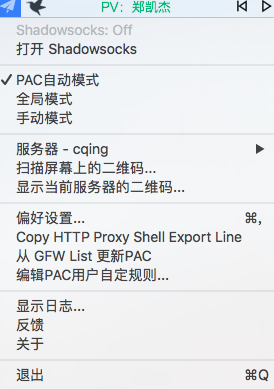 PV：郑凯杰
Shadowsocks: Off
打开 Shadowsocks
✓ PAC自动模式
全局模式
手动模式
服务器 - cqing
扫描屏幕上的二维码...
显示当前服务器的二维码...
偏好设置... ⌘,
Copy HTTP Proxy Shell Export Line
从 GFW List 更新PAC
编辑PAC用户自定规则...
显示日志...
反馈
关于
退出 ⌘Q